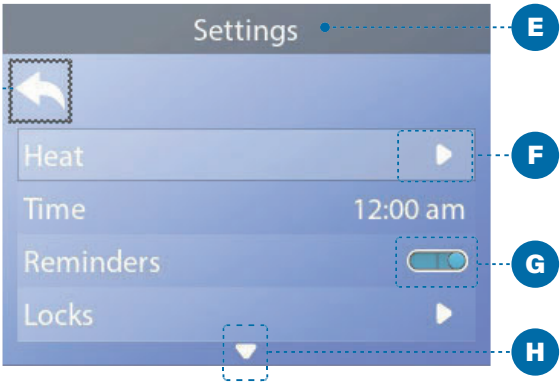 Settings
E
Heat
F
Time 12:00 am
Reminders
G
Locks
H